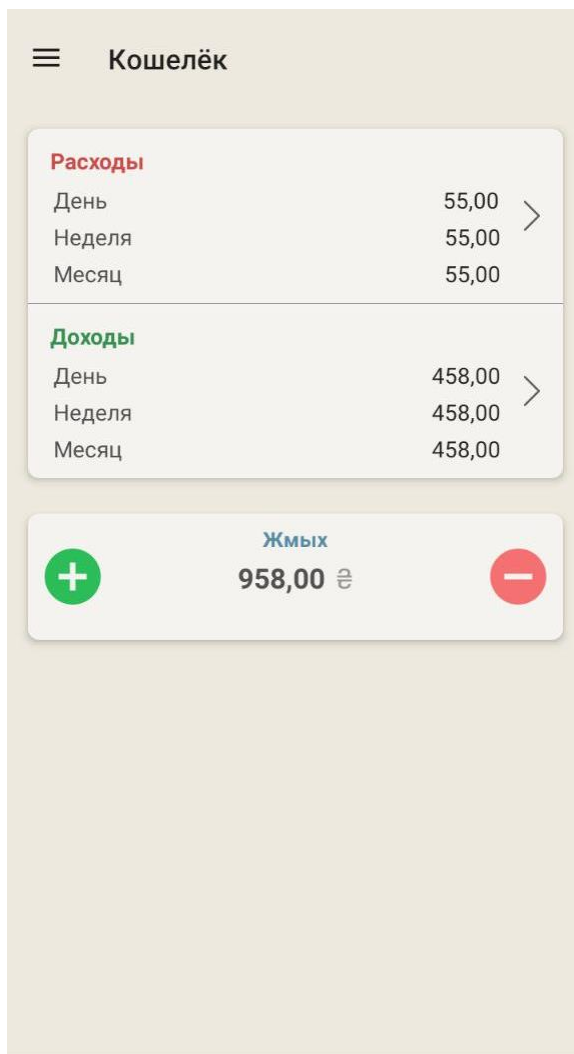 Кошелёк
Расходы
День 55,00
Неделя 55,00
Месяц 55,00
Доходы
День 458,00
Неделя 458,00
Месяц 458,00
Жмых
958,00 ₴